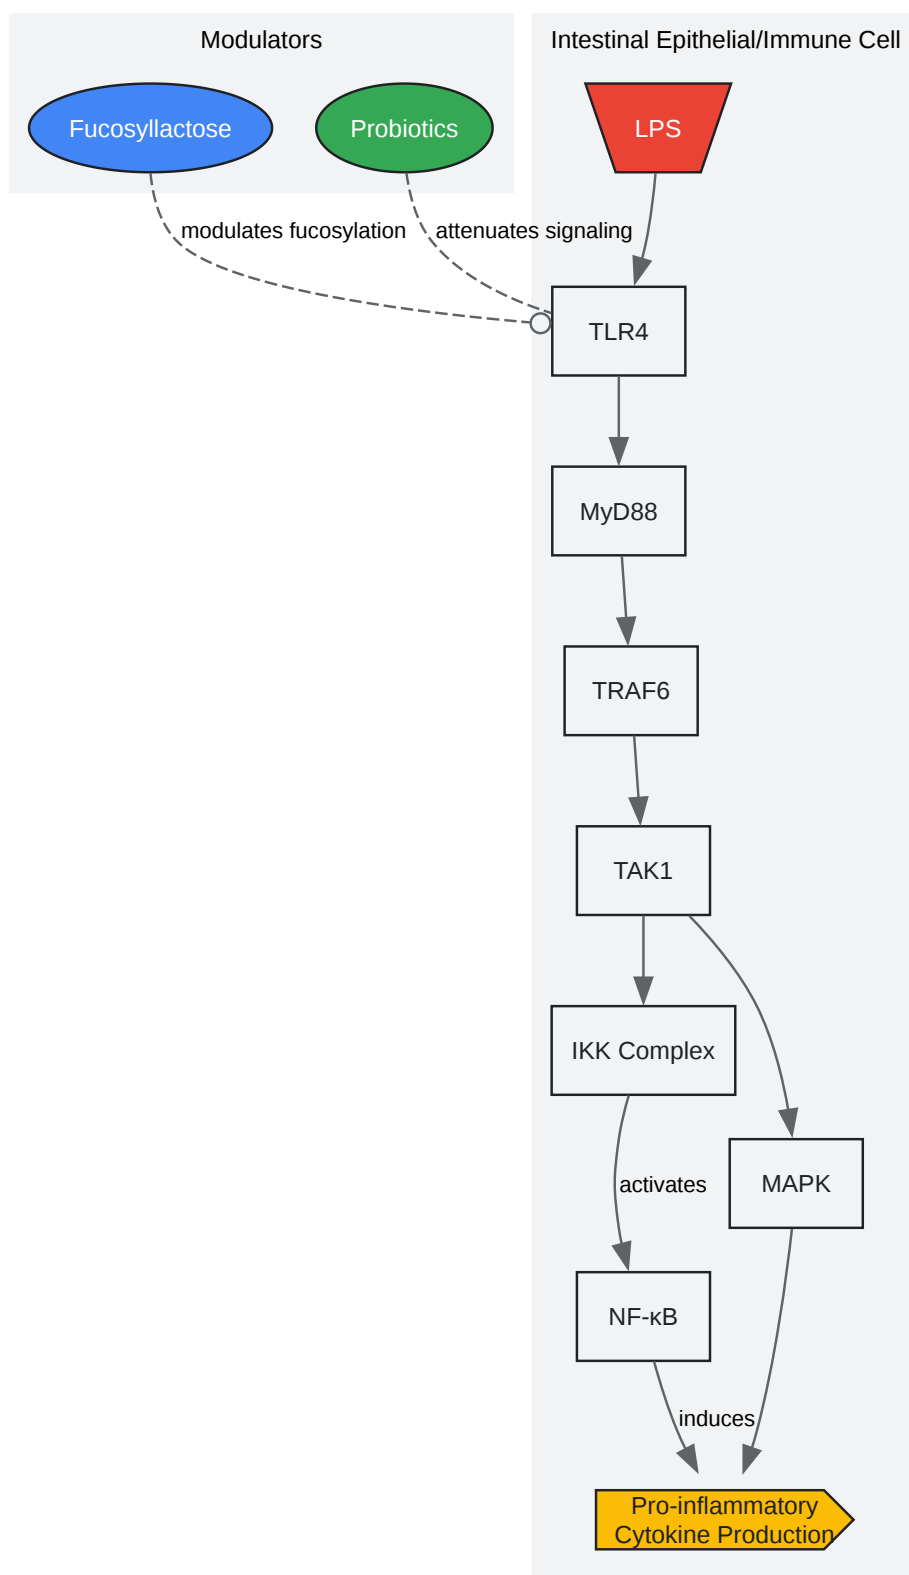 Modulators
Intestinal Epithelial/Immune Cell
Fucosyllactose
Probiotics
LPS
modulates fucosylation
attenuates signaling
TLR4
MyD88
TRAF6
TAK1
IKK Complex
activates
MAPK
NF-κB
induces
Pro-inflammatory
Cytokine Production